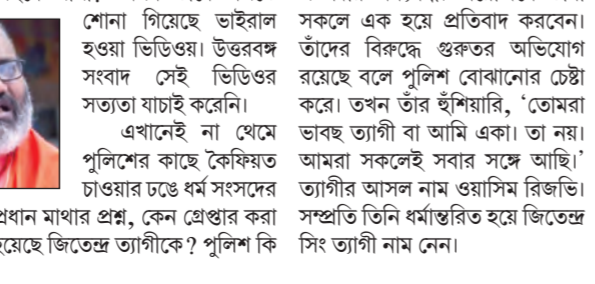 শোনা গিয়েছে ভাইরাল
হওয়া ভিডিওয়। উত্তরবঙ্গ
সংবাদ সেই ভিডিওর
সত্যতা যাচাই করেনি।
এখানেই না থেমে
পুলিশের কাছে কৈফিয়ত
চাওয়ার ঢঙে ধর্ম সংসদের
প্রধান মাথার প্রশ্ন, কেন গ্রেপ্তার করা
হয়েছে জিতেন্দ্র ত্যাগীকে? পুলিশ কি
সকলে এক হয়ে প্রতিবাদ করবেন।
তাঁদের বিরুদ্ধে গুরুতর অভিযোগ
রয়েছে বলে পুলিশ বোঝানোর চেষ্টা
করে। তখন তাঁর হুঁশিয়ারি, ‘তোমরা
ভাবছ ত্যাগী বা আমি একা। তা নয়।
আমরা সকলেই সবার সঙ্গে আছি।’
ত্যাগীর আসল নাম ওয়াসিম রিজভি।
সম্প্রতি তিনি ধর্মান্তরিত হয়ে জিতেন্দ্র
সিং ত্যাগী নাম নেন।